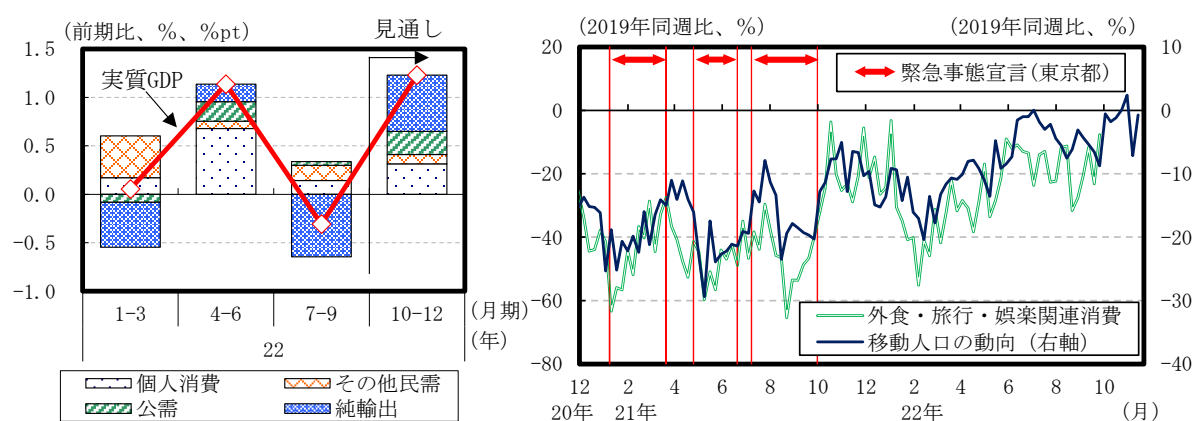 (前期比、%、%pt)
見通し
1.5
1.0
0.5
0.0
−0.5
−1.0
実質GDP
1−3
4−6
7−9
10−12
(月期)
22
(年)
個人消費
その他民需
公需
純輸出
(2019年同週比、%)
(2019年同週比、%)
20
0
−20
−40
−60
−80
10
0
−10
−20
−30
−40
緊急事態宣言(東京都)
外食・旅行・娯楽関連消費
移動人口の動向（右軸）
12 2 4 6 8 10 12 2 4 6 8 10
20年 21年 22年 (月)